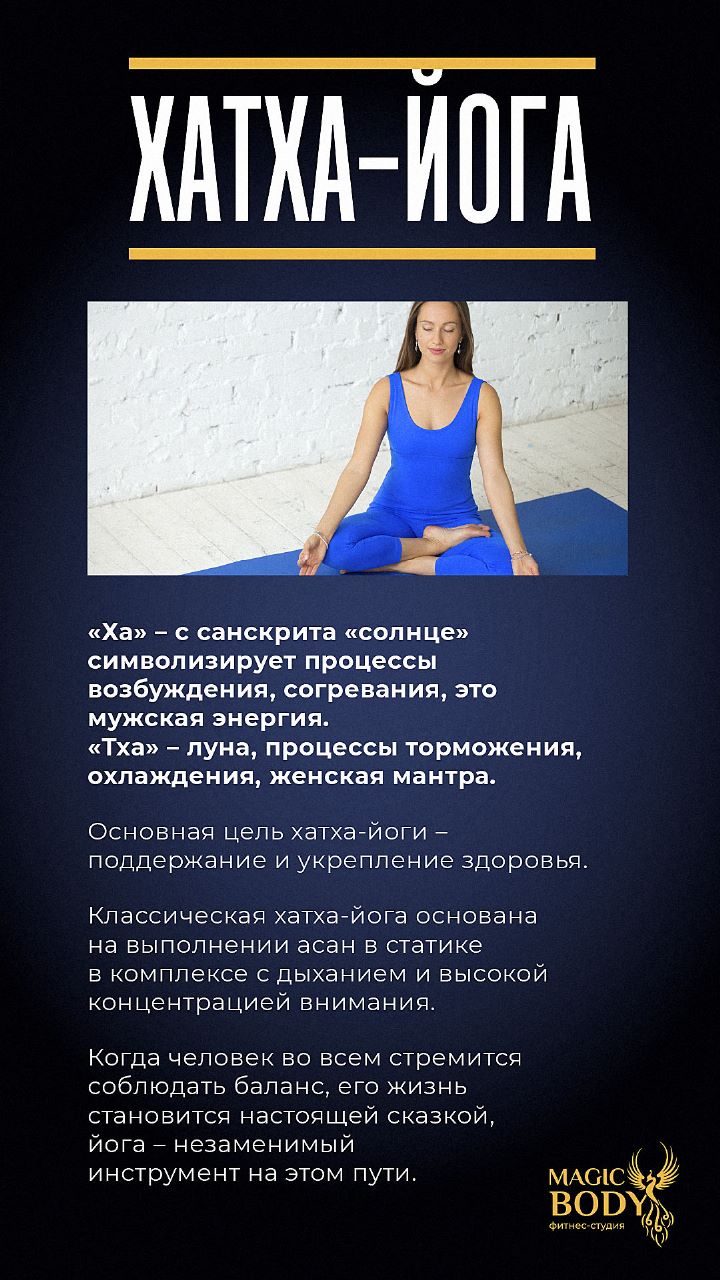 ХАТХА–ЙОГА
«Ха» – с санскрита «солнце»
символизирует процессы
возбуждения, согревания, это
мужская энергия.
«Тха» – луна, процессы торможения,
охлаждения, женская мантра.
Основная цель хатха-йоги –
поддержание и укрепление здоровья.
Классическая хатха-йога основана
на выполнении асан в статике
в комплексе с дыханием и высокой
концентрацией внимания.
Когда человек во всем стремится
соблюдать баланс, его жизнь
становится настоящей сказкой,
йога – незаменимый
инструмент на этом пути.
MAGIC
BODY
фитнес-студия